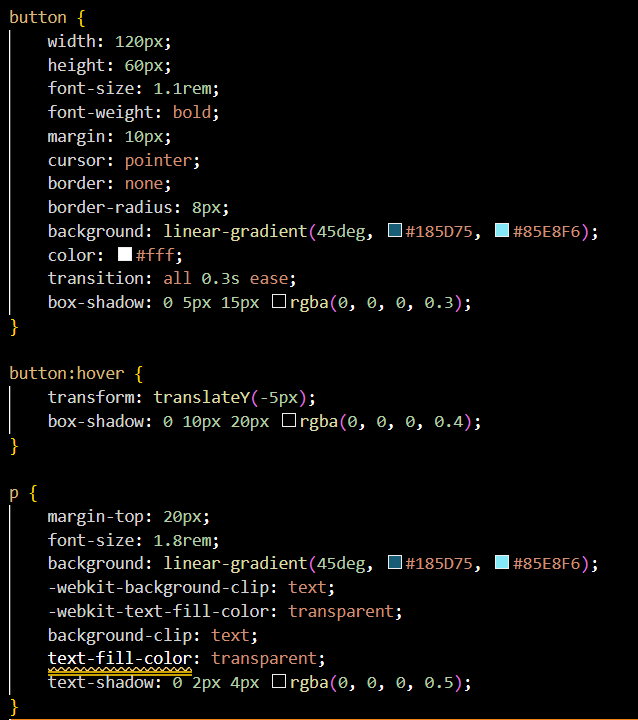 button {
    width: 120px;
    height: 60px;
    font-size: 1.1rem;
    font-weight: bold;
    margin: 10px;
    cursor: pointer;
    border: none;
    border-radius: 8px;
    background: linear-gradient(45deg, #185D75, #85E8F6);
    color: #fff;
    transition: all 0.3s ease;
    box-shadow: 0 5px 15px rgba(0, 0, 0, 0.3);
}

button:hover {
    transform: translateY(-5px);
    box-shadow: 0 10px 20px rgba(0, 0, 0, 0.4);
}

p {
    margin-top: 20px;
    font-size: 1.8rem;
    background: linear-gradient(45deg, #185D75, #85E8F6);
    -webkit-background-clip: text;
    -webkit-text-fill-color: transparent;
    background-clip: text;
    text-fill-color: transparent;
    text-shadow: 0 2px 4px rgba(0, 0, 0, 0.5);
}